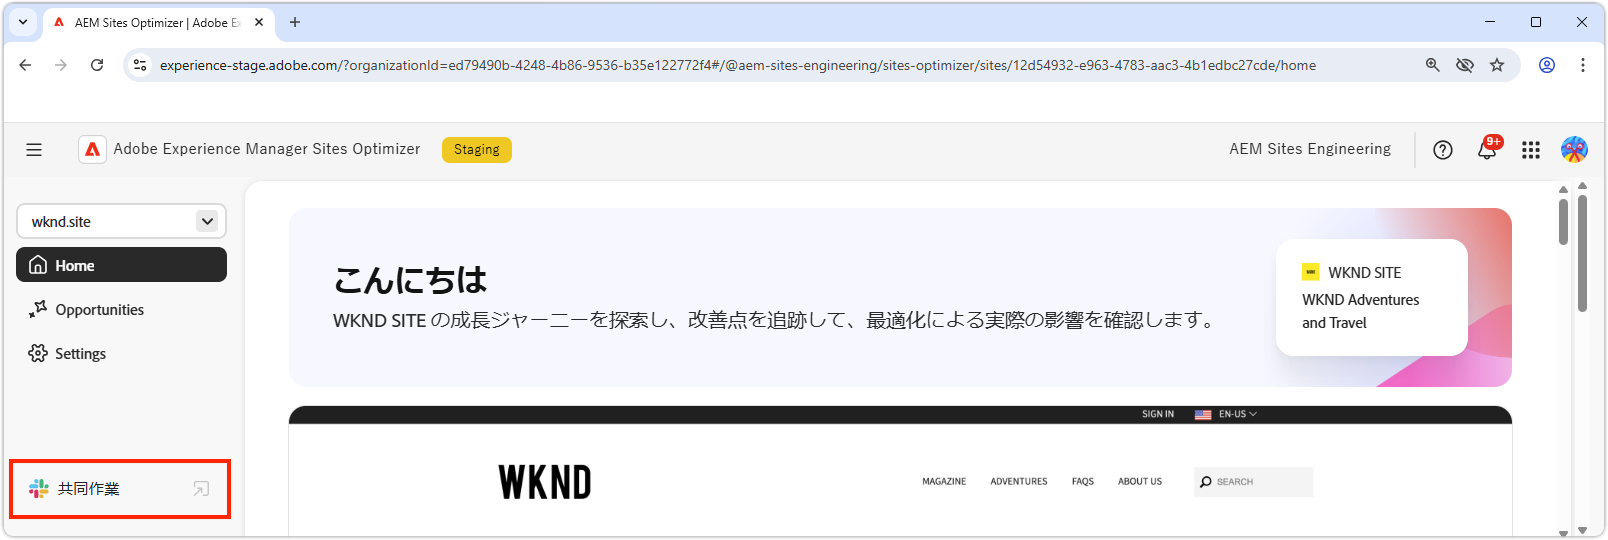 AEM Sites Optimizer | Adobe Ex
experience-stage.adobe.com/?organizationId=ed79490b-4248-4b86-9536-b35e122772f4#/@aem-sites-engineering/sites-optimizer/sites/12d54932-e963-4783-aac3-4b1edbc27cde/home
Adobe Experience Manager Sites Optimizer
Staging
AEM Sites Engineering
9+
wknd.site
Home
Opportunities
Settings
共同作業
こんにちは
WKND SITE の成長ジャーニーを探索し、改善点を追跡して、最適化による実際の影響を確認します。
WKND SITE
WKND Adventures
and Travel
SIGN IN
EN-US
WKND
MAGAZINE
ADVENTURES
FAQS
ABOUT US
SEARCH